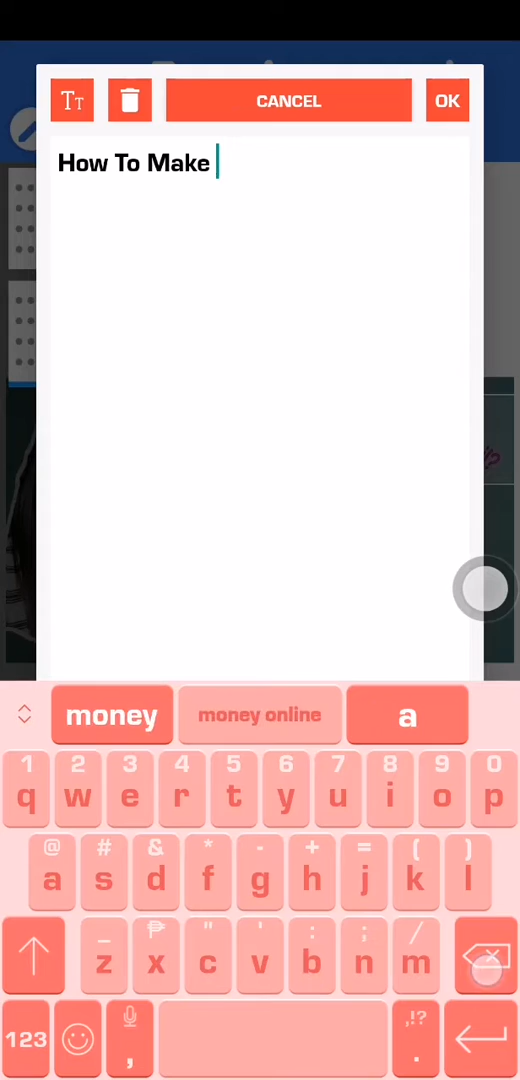 TT CANCEL OK
How To Make
money money online a
1 2 3 4 5 6 7 8 9 0
q w e r t y u i o p
@ # & * - + = ( )
a s d f g h j k l
_ ₱ " ' : ; /
z x c v b n m
123 , ,!? .